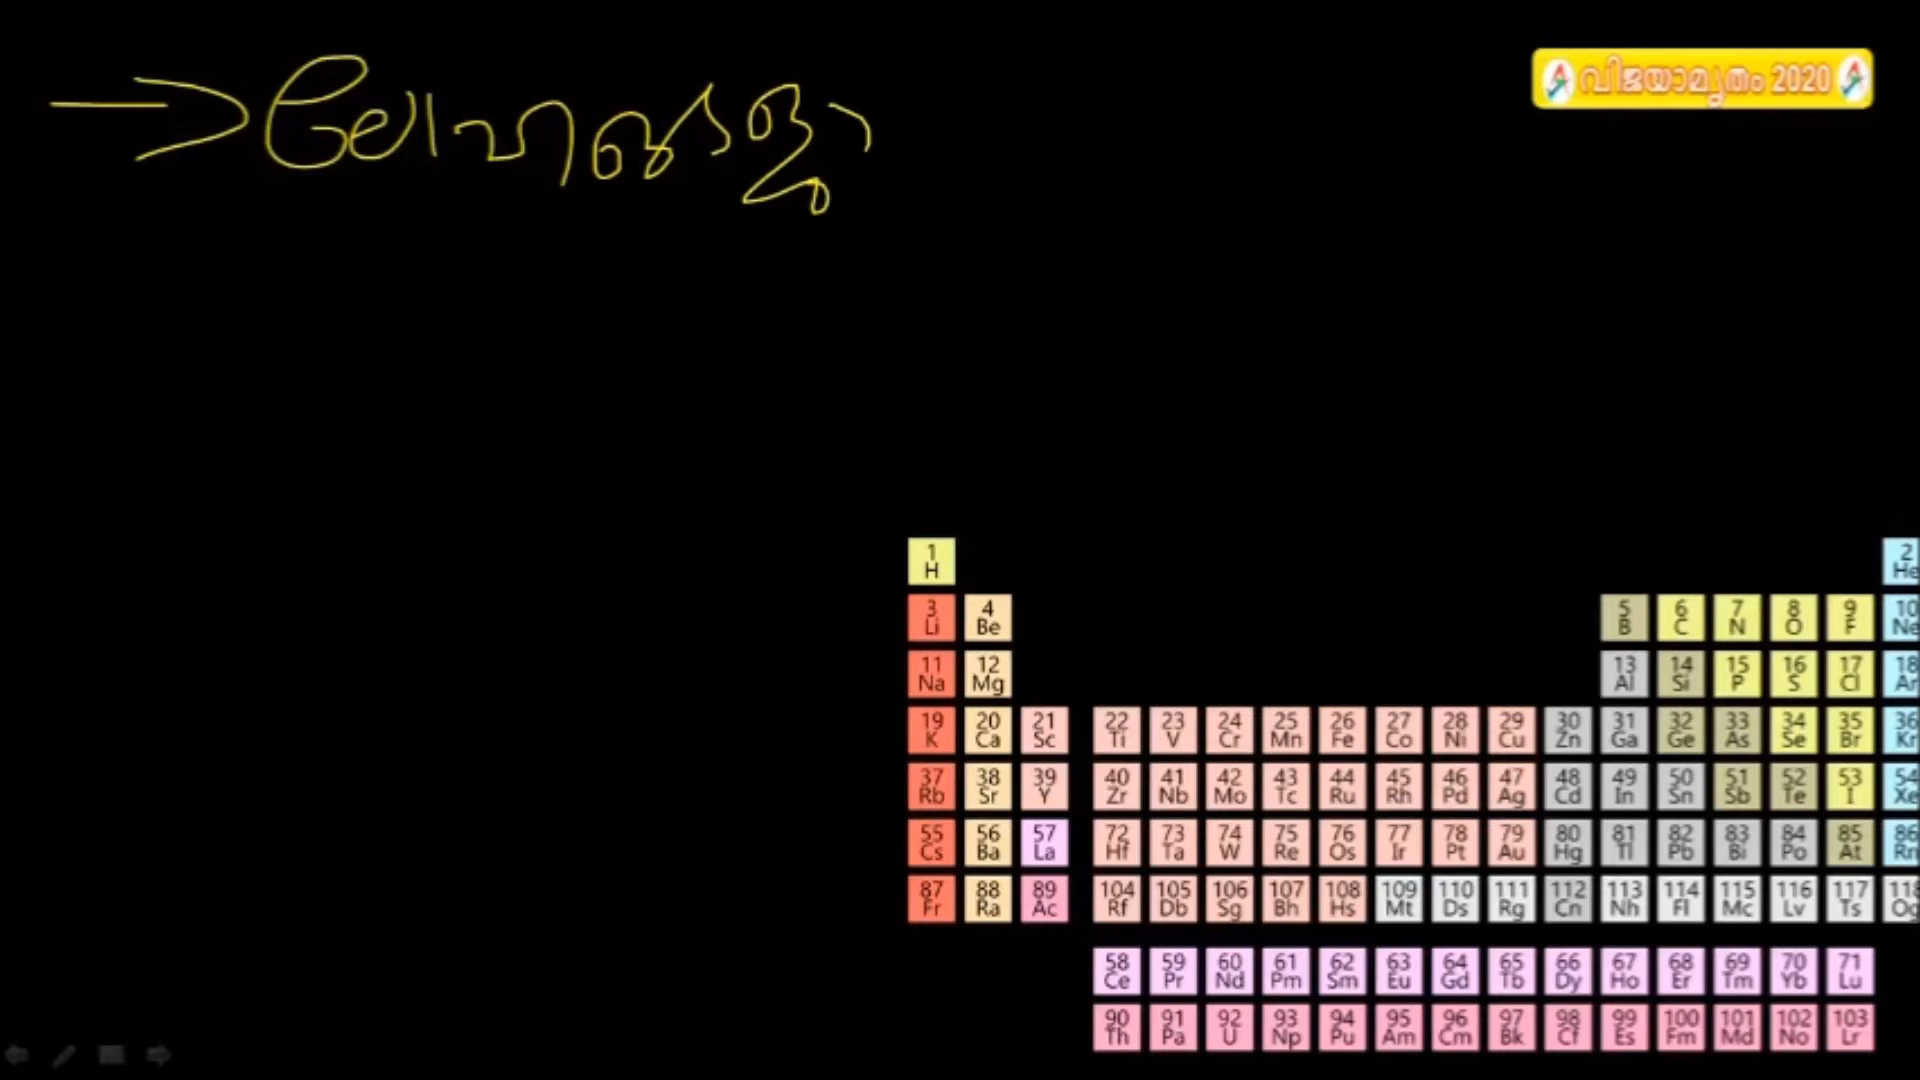 → ലോഹങ്ങളു
വിജയാമൃതം 2020
1 H 2 He
3 Li 4 Be 5 B 6 C 7 N 8 O 9 F 10 Ne
11 Na 12 Mg 13 Al 14 Si 15 P 16 S 17 Cl 18 Ar
19 K 20 Ca 21 Sc 22 Ti 23 V 24 Cr 25 Mn 26 Fe 27 Co 28 Ni 29 Cu 30 Zn 31 Ga 32 Ge 33 As 34 Se 35 Br 36 Kr
37 Rb 38 Sr 39 Y 40 Zr 41 Nb 42 Mo 43 Tc 44 Ru 45 Rh 46 Pd 47 Ag 48 Cd 49 In 50 Sn 51 Sb 52 Te 53 I 54 Xe
55 Cs 56 Ba 57 La 72 Hf 73 Ta 74 W 75 Re 76 Os 77 Ir 78 Pt 79 Au 80 Hg 81 Tl 82 Pb 83 Bi 84 Po 85 At 86 Rn
87 Fr 88 Ra 89 Ac 104 Rf 105 Db 106 Sg 107 Bh 108 Hs 109 Mt 110 Ds 111 Rg 112 Cn 113 Nh 114 Fl 115 Mc 116 Lv 117 Ts 118 Og
58 Ce 59 Pr 60 Nd 61 Pm 62 Sm 63 Eu 64 Gd 65 Tb 66 Dy 67 Ho 68 Er 69 Tm 70 Yb 71 Lu
90 Th 91 Pa 92 U 93 Np 94 Pu 95 Am 96 Cm 97 Bk 98 Cf 99 Es 100 Fm 101 Md 102 No 103 Lr